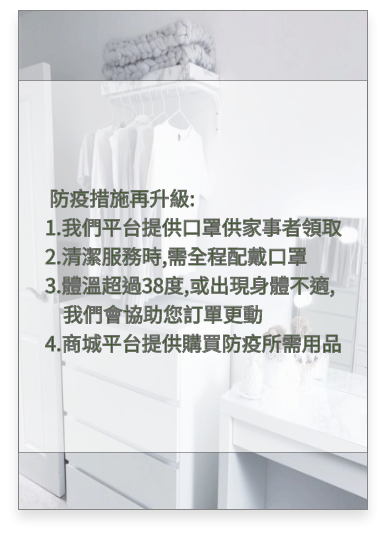 防疫措施再升級:
1.我們平台提供口罩供家事者領取
2.清潔服務時,需全程配戴口罩
3.體溫超過38度,或出現身體不適,
我們會協助您訂單更動
4.商城平台提供購買防疫所需用品